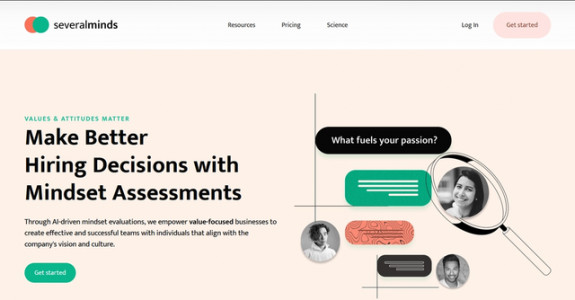 severalminds
Resources
Pricing
Science
Log In
Get started
VALUES & ATTITUDES MATTER
Make Better
Hiring Decisions with
Mindset Assessments
Through AI-driven mindset evaluations, we empower value-focused businesses to
create effective and successful teams with individuals that align with the
company's vision and culture.
Get started
What fuels your passion?